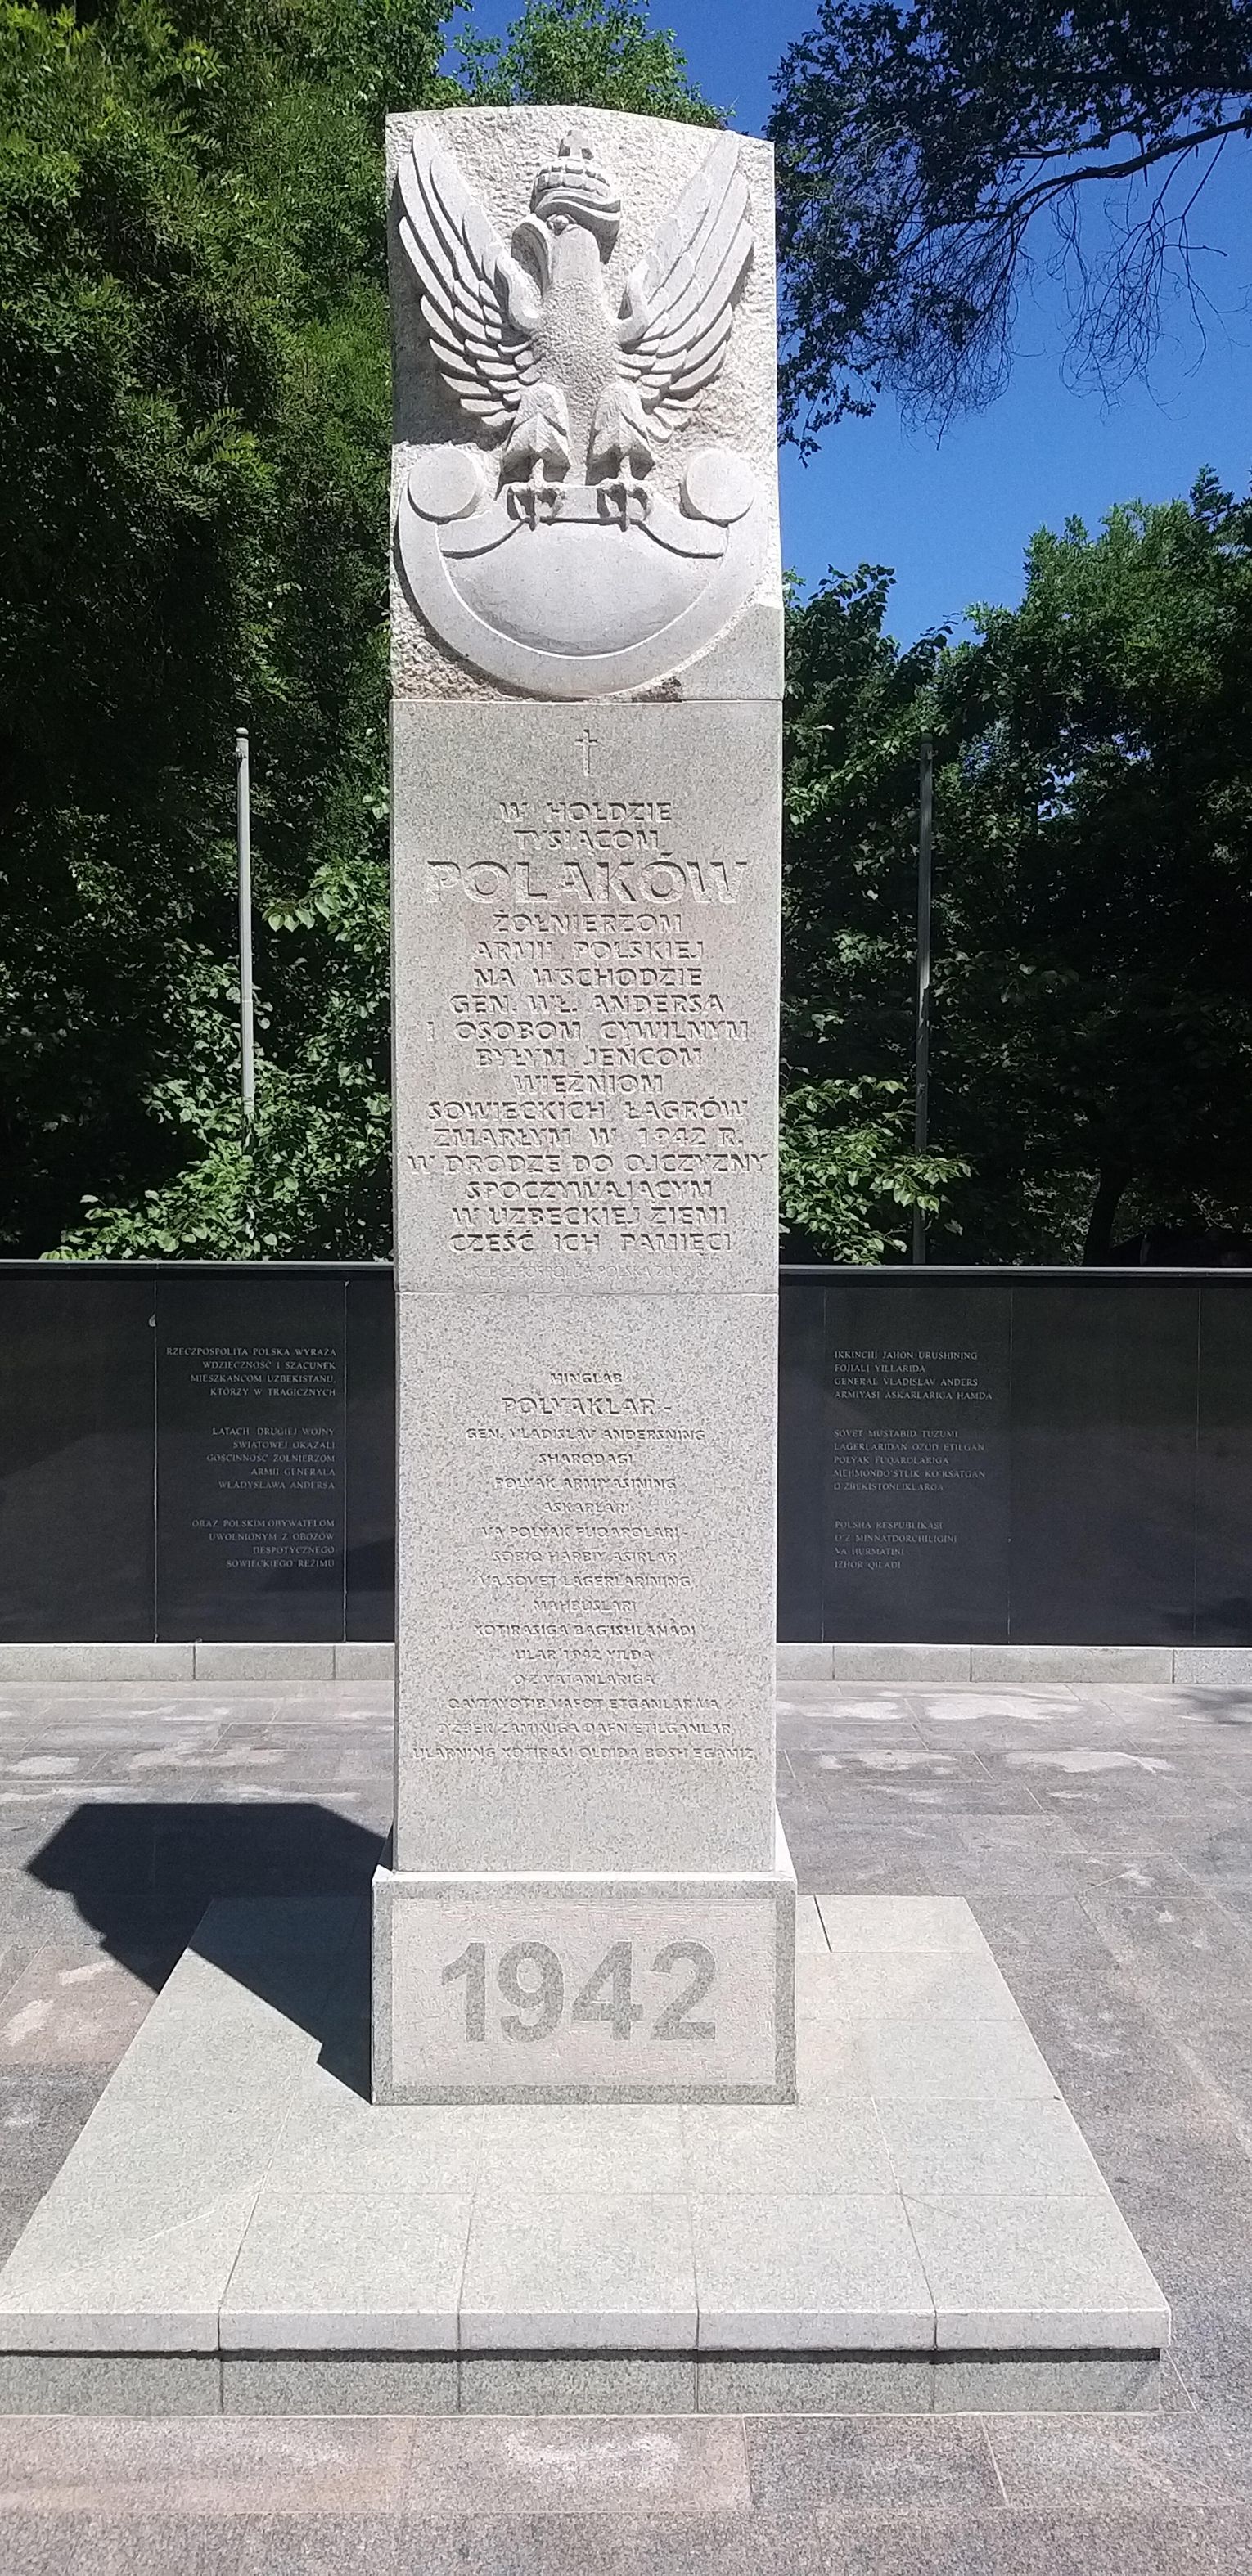 W HOŁDZIE
TYSIĄCOM
POLAKÓW
ŻOŁNIERZOM
ARMII POLSKIEJ
NA WSCHODZIE
GEN. WŁ. ANDERSA
I OSOBOM CYWILNYM
BYŁYM JEŃCOM
WIĘŹNIOM
SOWIECKICH ŁAGRÓW
ZMARŁYM W 1942 R.
W DRODZE DO OJCZYZNY
SPOCZYWAJĄCYM
W UZBECKIEJ ZIEMI
CZEŚĆ ICH PAMIĘCI
POLSKA
MINGLAB
POLYAKLAR -
GEN. VLADISLAV ANDERSNING
SHARQDAGI
POLYAK ARMIYASINING
ASKARLARI
VA POLYAK FUQAROLARI
SOBIQ HARBIY ASIRLAR
VA SOVET LAGERLARINING
MAHBUSLARI
XOTIRASIGA BAG'ISHLANADI
ULAR 1942 YILDA
O'Z VATANLARIGA
QAYTAYOTIB VAFOT ETGANLAR VA
O'ZBEK ZAMINIGA DAFN ETILGANLAR
ULARNING XOTIRASI OLDIDA BOSH EGAMIZ
1942
RZECZPOSPOLITA POLSKA WYRAŻA
WDZIĘCZNOŚĆ I SZACUNEK
MIESZKAŃCOM UZBEKISTANU,
KTÓRZY W TRAGICZNYCH
LATACH DRUGIEJ WOJNY
ŚWIATOWEJ OKAZALI
GOŚCINNOŚĆ ŻOŁNIERZOM
ARMII GENERAŁA
WŁADYSŁAWA ANDERSA
ORAZ POLSKIM OBYWATELOM
UWOLNIONYM Z OBOZÓW
DESPOTYCZNEGO
SOWIECKIEGO REŻIMU
IKKINCHI JAHON URUSHINING
FOJIALI YILLARIDA
GENERAL VLADISLAV ANDERS
ARMIYASI ASKARLARIGA HAMDA
SOVET MUSTABID TUZUMI
LAGERLARIDAN OZOD ETILGAN
POLYAK FUQAROLARIGA
MEHMONDO'STLIK KO'RSATGAN
O'ZBEKISTONLIKLARGA
POLSHA RESPUBLIKASI
O'Z MINNATDORCHILIGINI
VA HURMATINI
IZHOR QILADI